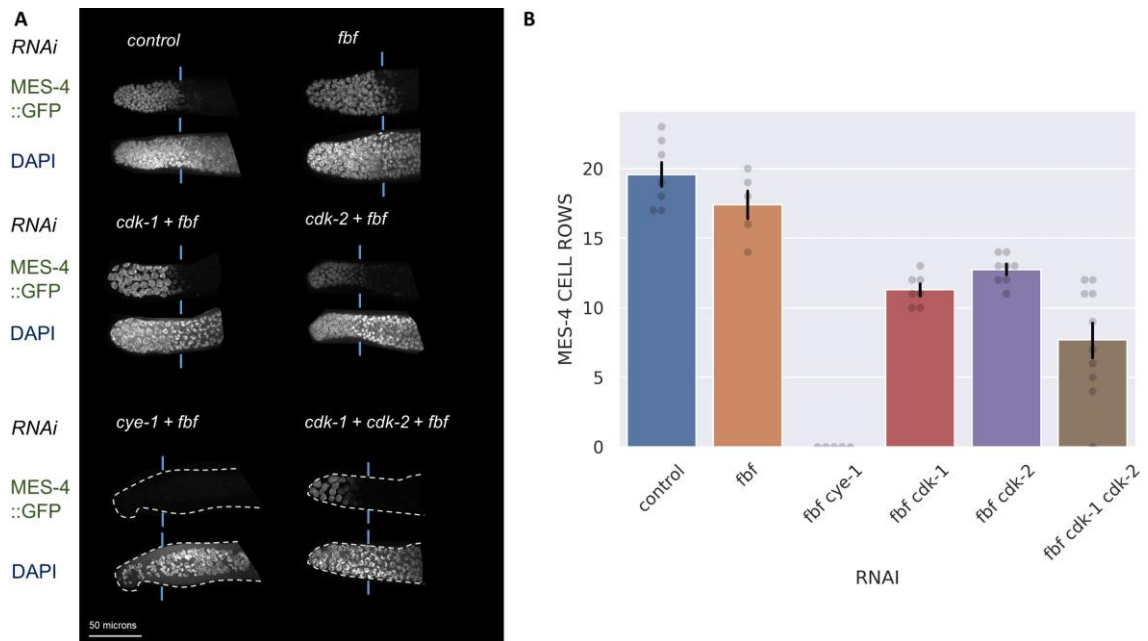 A
RNAi
control
fbf
MES-4
::GFP
DAPI
RNAi
cdk-1 + fbf
cdk-2 + fbf
MES-4
::GFP
DAPI
RNAi
cye-1 + fbf
cdk-1 + cdk-2 + fbf
MES-4
::GFP
DAPI
50 microns
B
MES-4 CELL ROWS
20
15
10
5
0
control
fbf
fbf cye-1
fbf cdk-1
fbf cdk-2
fbf cdk-1 cdk-2
RNAI